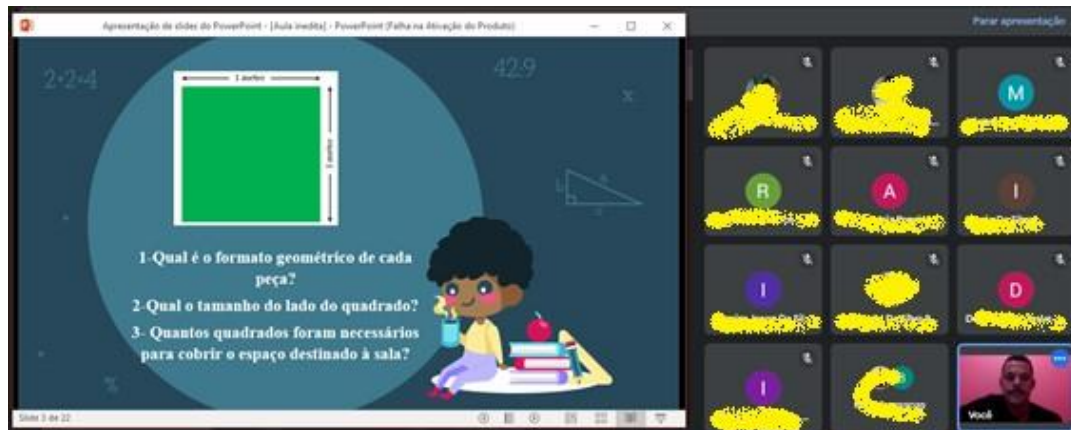 Apresentação de slides do PowerPoint - [Aula inedita] - PowerPoint (Falha na Ativação do Produto)
Parar apresentação
2+2=4
42.9
x
1 metro
1 metro
1-Qual é o formato geométrico de cada
peça?
2-Qual o tamanho do lado do quadrado?
3- Quantos quadrados foram necessários
para cobrir o espaço destinado à sala?
%
M
R
A
I
I
D
I
Você
Slide 3 de 22